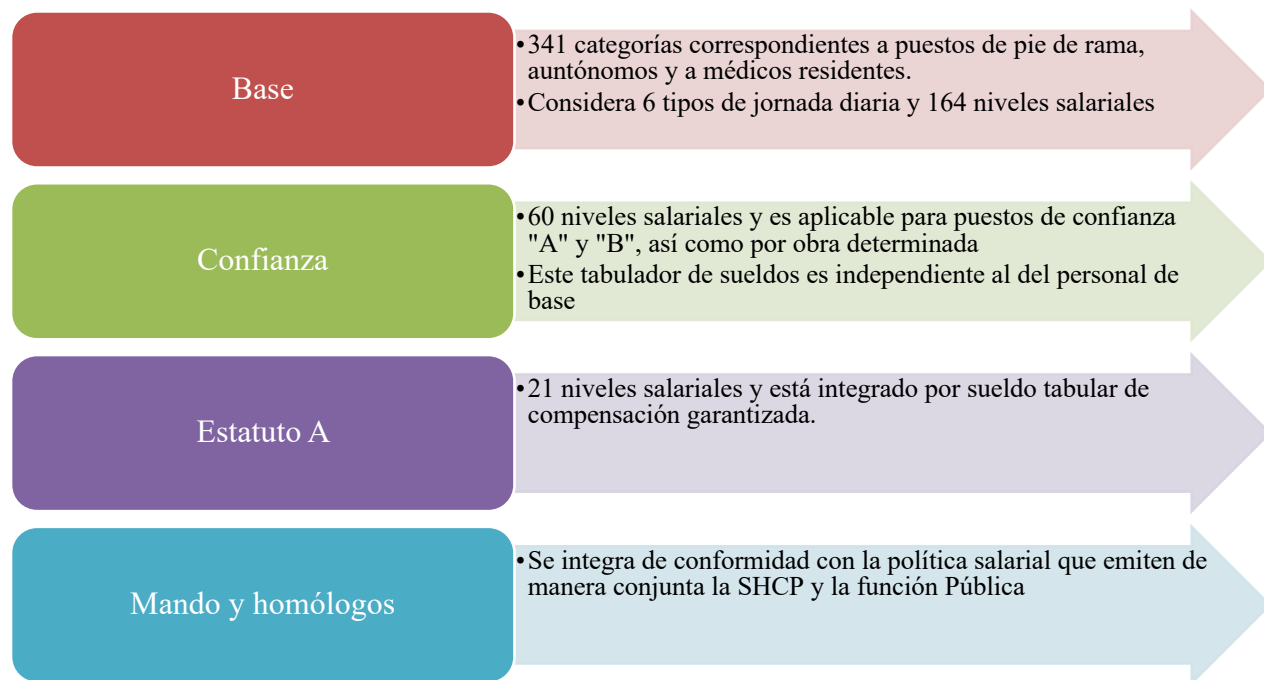 Base
•341 categorías correspondientes a puestos de pie de rama,
auntónomos y a médicos residentes.
•Considera 6 tipos de jornada diaria y 164 niveles salariales
Confianza
•60 niveles salariales y es aplicable para puestos de confianza
"A" y "B", así como por obra determinada
•Este tabulador de sueldos es independiente al del personal de
base
Estatuto A
•21 niveles salariales y está integrado por sueldo tabular de
compensación garantizada.
Mando y homólogos
•Se integra de conformidad con la política salarial que emiten de
manera conjunta la SHCP y la función Pública